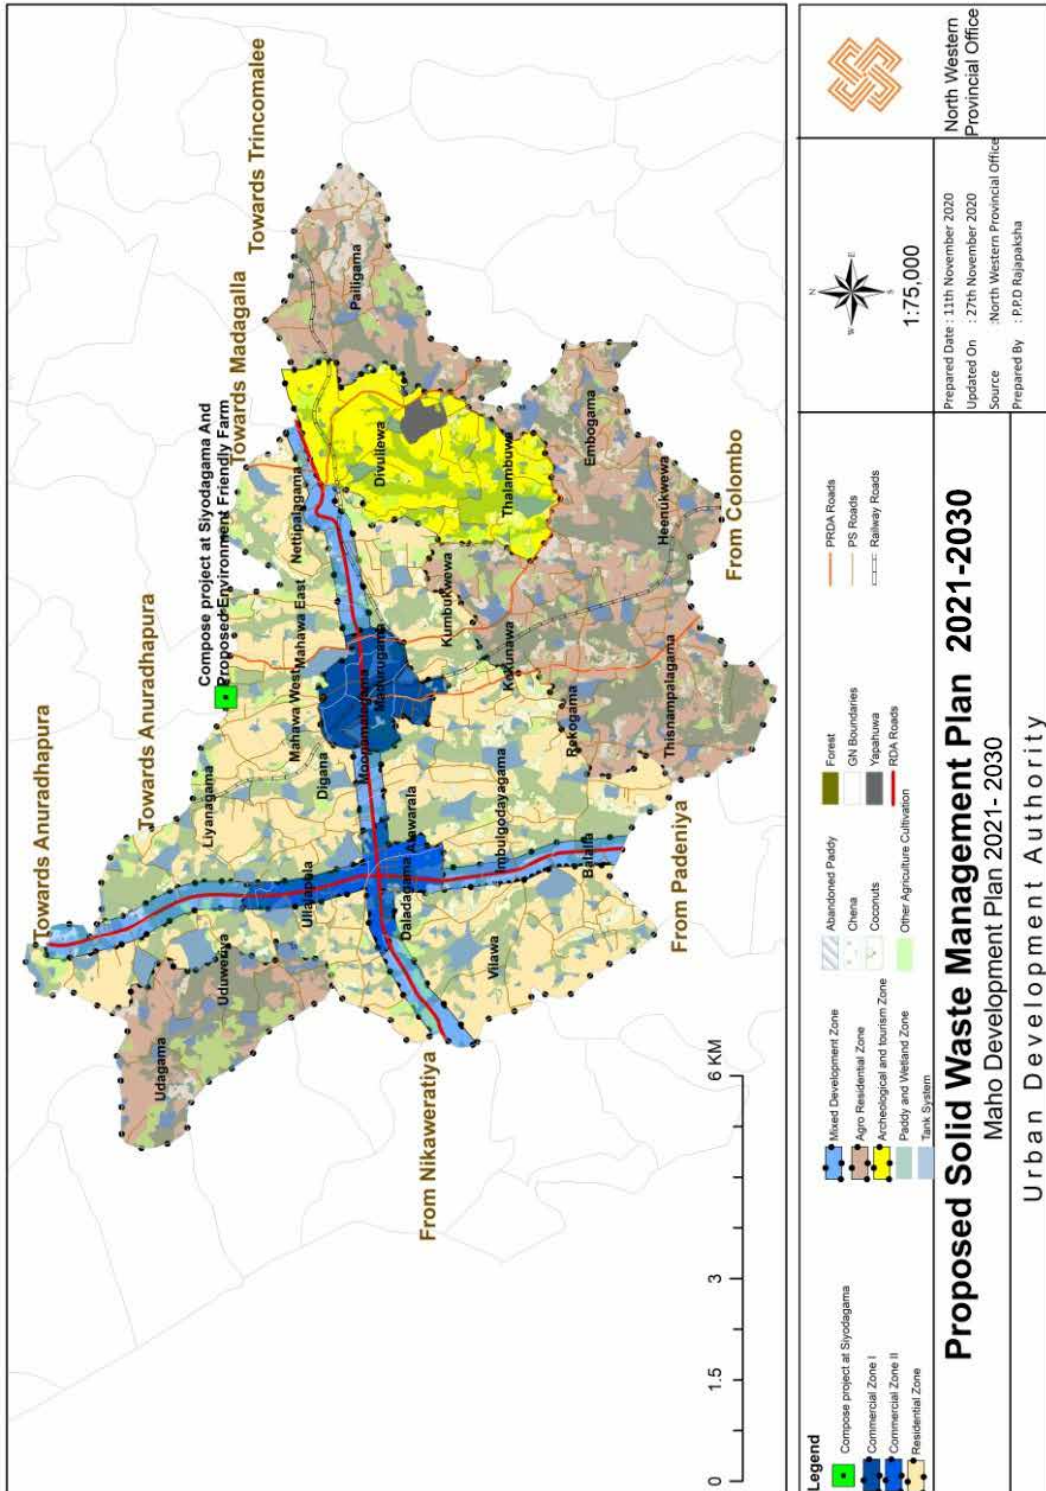 Towards Anuradhapura
Towards Anuradhapura
Towards Trincomalee
Towards Madagalla
Compose project at Siyodagama And
Proposed Environment Friendly Farm
From Nikaweratiya
From Padeniya
From Colombo
Udagama
Uduweriya
Ullalapola
Liyanagama
Digana
Mahawa West
Mahawa East
Nettipalagama
Pailigama
Divullewa
Thalambuwa
Embogama
Heenukwewa
Kumbukwewa
Kokunawa
Rekogama
Thisnampalagama
Moonamalegama
Madurugama
Atawarala
Daladagama
Imbulgodayagama
Balalla
Vilawa
0 1.5 3 6 KM
Legend
Compose project at Siyodagama
Commercial Zone I
Commercial Zone II
Residential Zone
Mixed Development Zone
Agro Residential Zone
Archeological and tourism Zone
Paddy and Wetland Zone
Tank System
Abandoned Paddy
Chena
Coconuts
Other Agriculture Cultivation
Forest
GN Boundaries
Yapahuwa
RDA Roads
PRDA Roads
PS Roads
Railway Roads
N
W E
S
1:75,000
North Western
Provincial Office
Proposed Solid Waste Management Plan 2021-2030
Maho Development Plan 2021- 2030
Urban Development Authority
Prepared Date : 11th November 2020
Updated On : 27th November 2020
Source :North Western Provincial Office
Prepared By : P.P.D Rajapaksha